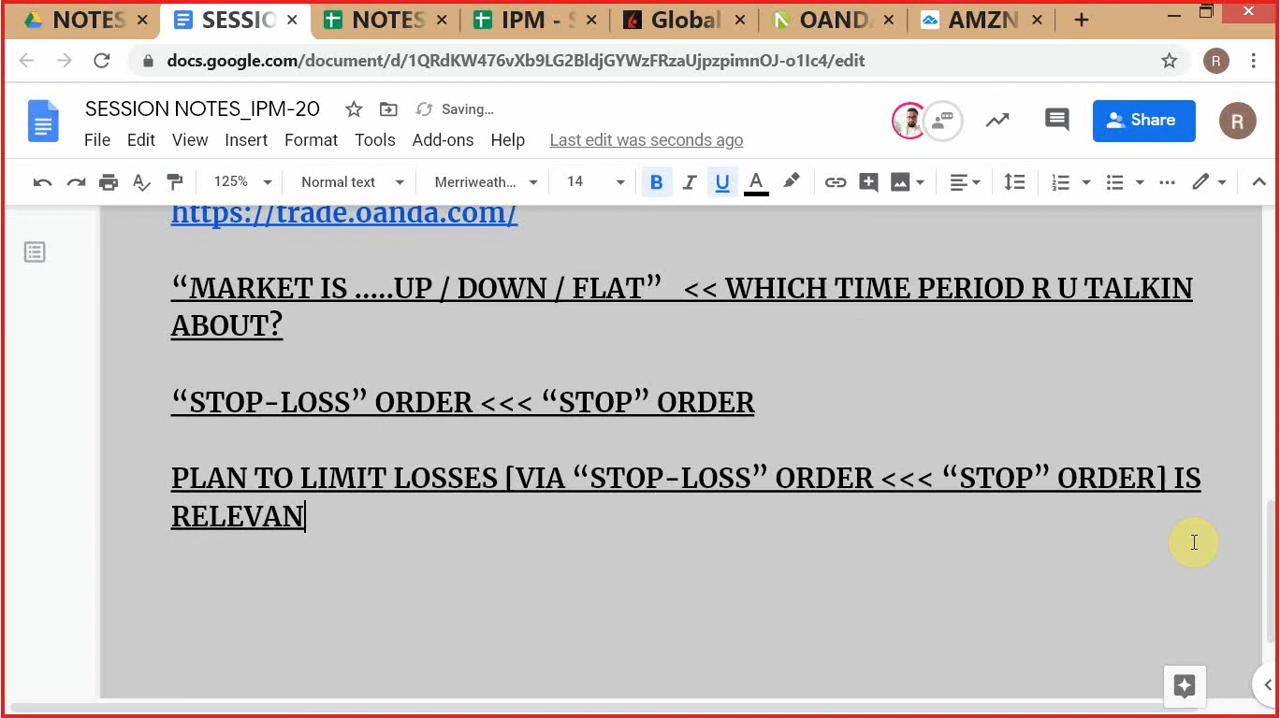 NOTES
SESSI
NOTES
IPM - S
Global
OANDA
AMZN
docs.google.com/document/d/1QRdKW476vXb9LG2BldjGYWzFRzaUjpzpimnOJ-o1Ic4/edit
R
SESSION NOTES_IPM-20
Saving...
File Edit View Insert Format Tools Add-ons Help Last edit was seconds ago
Share
R
125% Normal text Merriweath... 14 B I U A
https://trade.oanda.com/
“MARKET IS .....UP / DOWN / FLAT” << WHICH TIME PERIOD R U TALKIN
ABOUT?
“STOP-LOSS” ORDER <<< “STOP” ORDER
PLAN TO LIMIT LOSSES [VIA “STOP-LOSS” ORDER <<< “STOP” ORDER] IS
RELEVAN